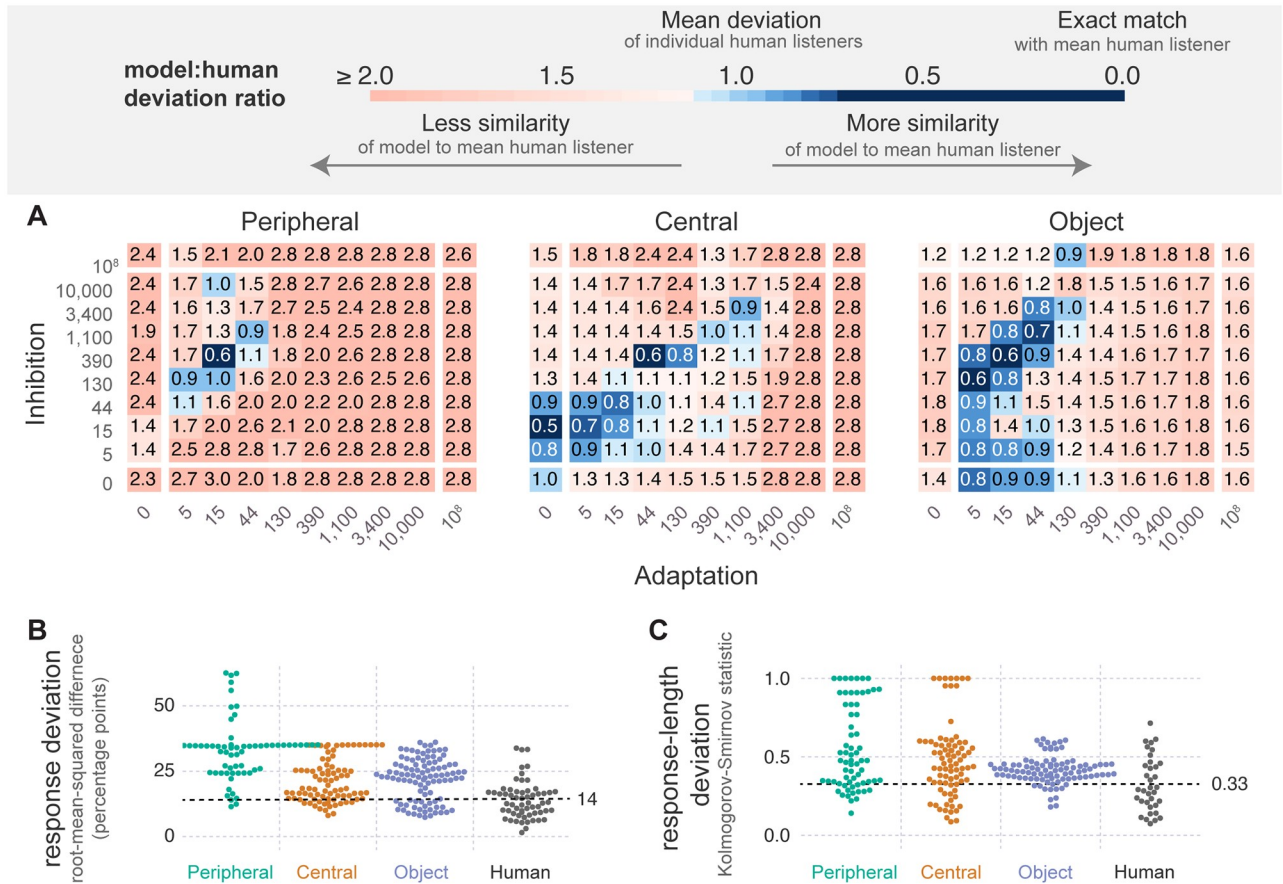 Mean deviation
of individual human listeners
Exact match
with mean human listener
model:human
deviation ratio
≥ 2.0 1.5 1.0 0.5 0.0
Less similarity
of model to mean human listener
More similarity
of model to mean human listener
A
Peripheral Central Object
Inhibition
10⁸ 2.4 1.5 2.1 2.0 2.8 2.8 2.8 2.8 2.8 2.6 1.5 1.8 1.8 2.4 2.4 1.3 1.7 2.8 2.8 2.8 1.2 1.2 1.2 1.2 0.9 1.9 1.8 1.8 1.8 1.6
10,000 2.4 1.7 1.0 1.5 2.8 2.7 2.6 2.8 2.8 2.8 1.4 1.4 1.7 1.7 2.4 1.3 1.7 1.5 2.4 2.8 1.6 1.6 1.6 1.2 1.8 1.5 1.5 1.7 1.8 1.6
3,400 2.4 1.6 1.3 1.7 2.7 2.5 2.4 2.8 2.8 2.8 1.4 1.4 1.4 1.6 2.4 1.5 0.9 1.4 2.8 2.8 1.6 1.6 1.6 0.8 1.0 1.4 1.5 1.6 1.8 1.6
1,100 1.9 1.7 1.3 0.9 1.8 2.4 2.5 2.8 2.8 2.8 1.4 1.4 1.4 1.4 1.5 1.0 1.1 1.4 2.8 2.8 1.7 1.7 0.8 0.7 1.1 1.4 1.5 1.7 1.8 1.6
390 2.4 1.7 0.6 1.1 1.8 2.0 2.6 2.8 2.8 2.8 1.4 1.4 1.4 0.6 0.8 1.2 1.1 1.7 2.8 2.8 1.7 0.8 0.6 0.9 1.4 1.4 1.6 1.7 1.7 1.6
130 2.4 0.9 1.0 1.6 2.0 2.3 2.6 2.5 2.6 2.8 1.3 1.4 1.1 1.1 1.1 1.2 1.5 1.9 2.8 2.8 1.7 0.6 0.8 1.3 1.4 1.5 1.7 1.7 1.8 1.6
44 2.4 1.1 1.6 2.0 2.0 2.2 2.0 2.8 2.8 2.8 0.9 0.9 0.8 1.0 1.1 1.4 1.1 2.8 2.8 2.8 1.8 0.9 1.1 1.5 1.4 1.5 1.6 1.7 1.8 1.6
15 1.4 1.7 2.0 2.6 2.1 2.0 2.8 2.8 2.8 2.8 0.5 0.7 0.8 1.1 1.2 1.1 1.5 2.7 2.8 2.8 1.8 0.8 1.4 1.0 1.3 1.5 1.6 1.7 1.8 1.6
5 1.4 2.5 2.8 2.8 1.7 2.6 2.8 2.8 2.8 2.8 0.8 0.9 1.1 1.0 1.4 1.4 1.7 2.7 2.8 2.8 1.7 0.8 0.8 0.9 1.2 1.4 1.6 1.7 1.8 1.5
0 2.3 2.7 3.0 2.0 1.8 2.8 2.8 2.8 2.8 2.8 1.0 1.3 1.3 1.4 1.5 1.5 1.5 2.8 2.8 2.8 1.4 0.8 0.9 0.9 1.1 1.3 1.6 1.6 1.8 1.6
0 5 15 44 130 390 1,100 3,400 10,000 10⁸ 0 5 15 44 130 390 1,100 3,400 10,000 10⁸ 0 5 15 44 130 390 1,100 3,400 10,000 10⁸
Adaptation
B
response deviation
root-mean-squared differnece
(percentage points)
50
25
0
14
Peripheral Central Object Human
C
response-length
deviation
Kolmogorov-Smirnov statistic
1.0
0.5
0.0
0.33
Peripheral Central Object Human